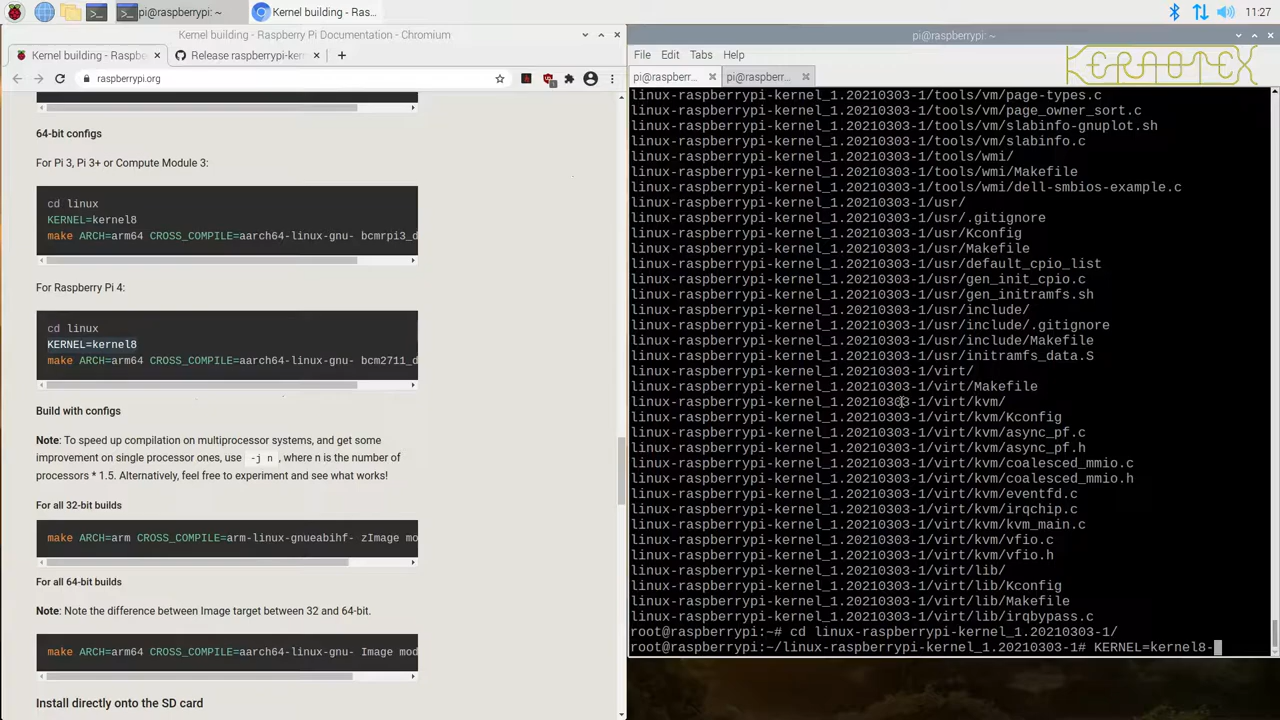 pi@raspberrypi: ~
Kernel building - Ras...
11:27
Kernel building - Raspberry Pi Documentation - Chromium
Kernel building - Raspb
Release raspberrypi-ker
raspberrypi.org
64-bit configs
For Pi 3, Pi 3+ or Compute Module 3:
cd linux
KERNEL=kernel8
make ARCH=arm64 CROSS_COMPILE=aarch64-linux-gnu- bcmrpi3_d
For Raspberry Pi 4:
cd linux
KERNEL=kernel8
make ARCH=arm64 CROSS_COMPILE=aarch64-linux-gnu- bcm2711_d
Build with configs
Note: To speed up compilation on multiprocessor systems, and get some
improvement on single processor ones, use -j n , where n is the number of
processors * 1.5. Alternatively, feel free to experiment and see what works!
For all 32-bit builds
make ARCH=arm CROSS_COMPILE=arm-linux-gnueabihf- zImage mo
For all 64-bit builds
Note: Note the difference between Image target between 32 and 64-bit.
make ARCH=arm64 CROSS_COMPILE=aarch64-linux-gnu- Image mod
Install directly onto the SD card
pi@raspberrypi: ~
File Edit Tabs Help
KERAOTEX
pi@raspberr...
pi@raspberr...
linux-raspberrypi-kernel_1.20210303-1/tools/vm/page-types.c
linux-raspberrypi-kernel_1.20210303-1/tools/vm/page_owner_sort.c
linux-raspberrypi-kernel_1.20210303-1/tools/vm/slabinfo-gnuplot.sh
linux-raspberrypi-kernel_1.20210303-1/tools/vm/slabinfo.c
linux-raspberrypi-kernel_1.20210303-1/tools/wmi/
linux-raspberrypi-kernel_1.20210303-1/tools/wmi/Makefile
linux-raspberrypi-kernel_1.20210303-1/tools/wmi/dell-smbios-example.c
linux-raspberrypi-kernel_1.20210303-1/usr/
linux-raspberrypi-kernel_1.20210303-1/usr/.gitignore
linux-raspberrypi-kernel_1.20210303-1/usr/Kconfig
linux-raspberrypi-kernel_1.20210303-1/usr/Makefile
linux-raspberrypi-kernel_1.20210303-1/usr/default_cpio_list
linux-raspberrypi-kernel_1.20210303-1/usr/gen_init_cpio.c
linux-raspberrypi-kernel_1.20210303-1/usr/gen_initramfs.sh
linux-raspberrypi-kernel_1.20210303-1/usr/include/
linux-raspberrypi-kernel_1.20210303-1/usr/include/.gitignore
linux-raspberrypi-kernel_1.20210303-1/usr/include/Makefile
linux-raspberrypi-kernel_1.20210303-1/usr/initramfs_data.S
linux-raspberrypi-kernel_1.20210303-1/virt/
linux-raspberrypi-kernel_1.20210303-1/virt/Makefile
linux-raspberrypi-kernel_1.20210303-1/virt/kvm/
linux-raspberrypi-kernel_1.20210303-1/virt/kvm/Kconfig
linux-raspberrypi-kernel_1.20210303-1/virt/kvm/async_pf.c
linux-raspberrypi-kernel_1.20210303-1/virt/kvm/async_pf.h
linux-raspberrypi-kernel_1.20210303-1/virt/kvm/coalesced_mmio.c
linux-raspberrypi-kernel_1.20210303-1/virt/kvm/coalesced_mmio.h
linux-raspberrypi-kernel_1.20210303-1/virt/kvm/eventfd.c
linux-raspberrypi-kernel_1.20210303-1/virt/kvm/irqchip.c
linux-raspberrypi-kernel_1.20210303-1/virt/kvm/kvm_main.c
linux-raspberrypi-kernel_1.20210303-1/virt/kvm/vfio.c
linux-raspberrypi-kernel_1.20210303-1/virt/kvm/vfio.h
linux-raspberrypi-kernel_1.20210303-1/virt/lib/
linux-raspberrypi-kernel_1.20210303-1/virt/lib/Kconfig
linux-raspberrypi-kernel_1.20210303-1/virt/lib/Makefile
linux-raspberrypi-kernel_1.20210303-1/virt/lib/irqbypass.c
root@raspberrypi:~# cd linux-raspberrypi-kernel_1.20210303-1/
root@raspberrypi:~/linux-raspberrypi-kernel_1.20210303-1# KERNEL=kernel8-